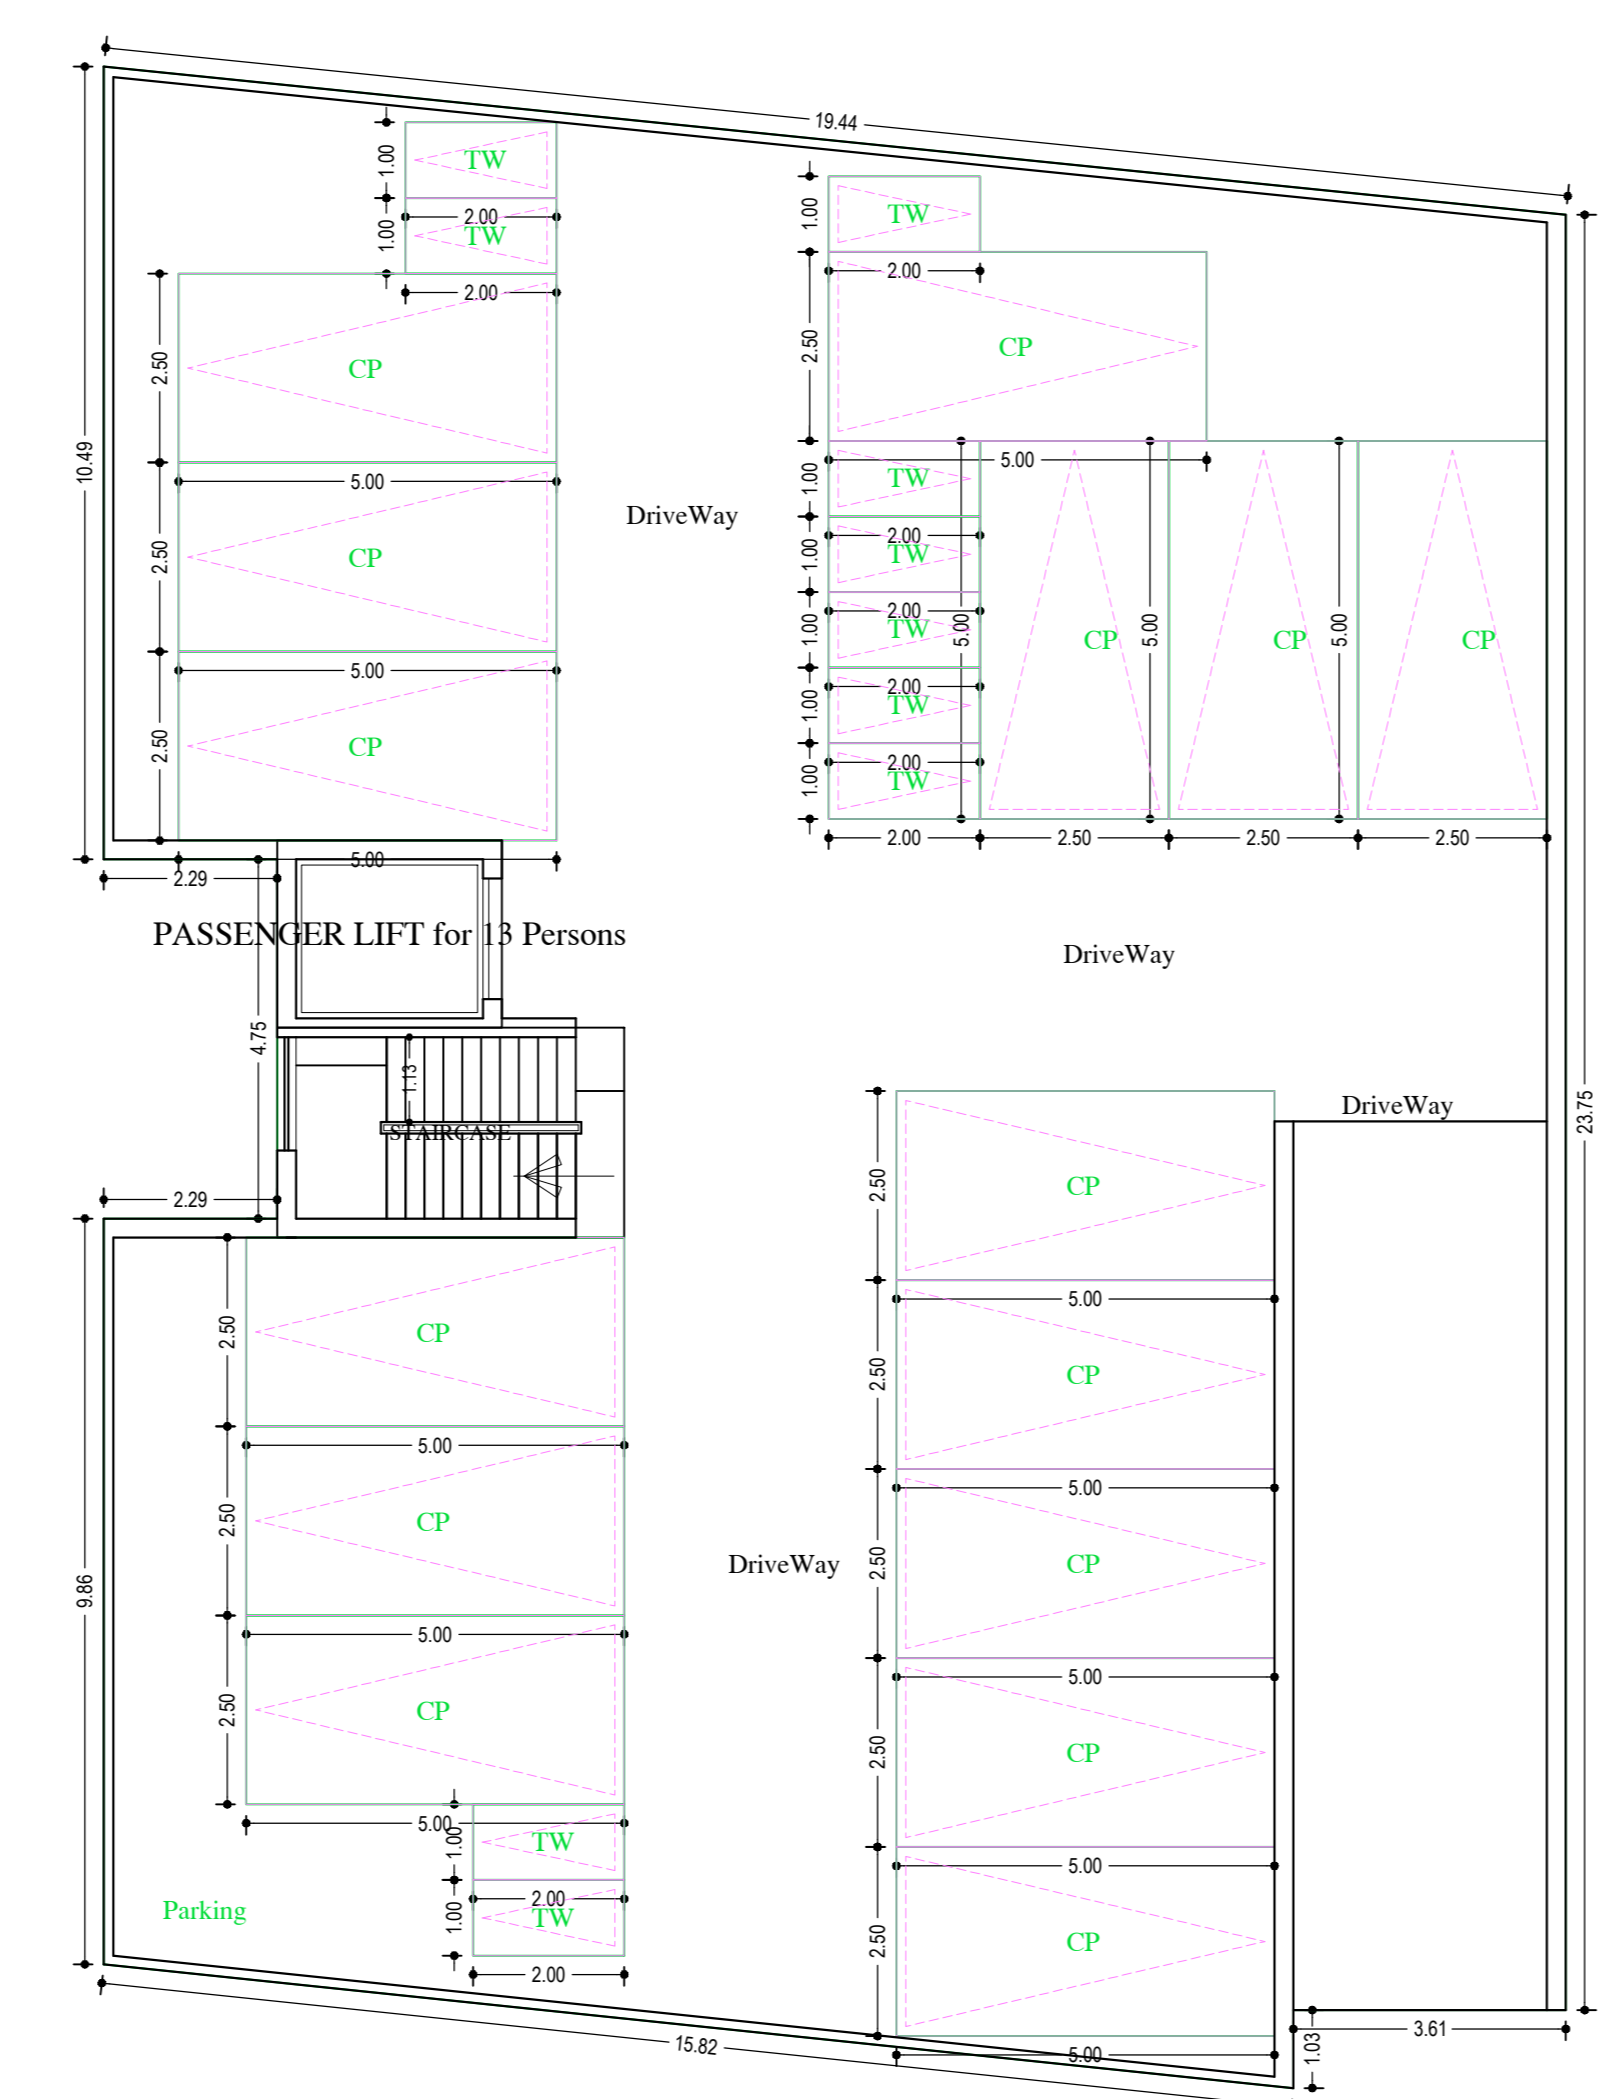 19.44
1.00
TW
2.00
1.00
TW
2.00
1.00
TW
2.00
2.50
CP
5.00
2.50
CP
5.00
2.50
CP
5.00
2.50
CP
5.00
10.49
DriveWay
1.00
TW
2.00
1.00
TW
2.00
1.00
TW
2.00
1.00
TW
2.00
1.00
TW
5.00
CP
5.00
CP
5.00
CP
2.00
2.50
2.50
2.50
2.29
PASSENGER LIFT for 13 Persons
DriveWay
4.75
1.13
STAIRCASE
2.29
DriveWay
23.75
2.50
CP
5.00
2.50
CP
5.00
2.50
CP
5.00
9.86
DriveWay
2.50
CP
5.00
2.50
CP
5.00
2.50
CP
5.00
2.50
CP
5.00
2.50
CP
5.00
1.00
TW
2.00
1.00
TW
2.00
Parking
15.82
1.03
3.61